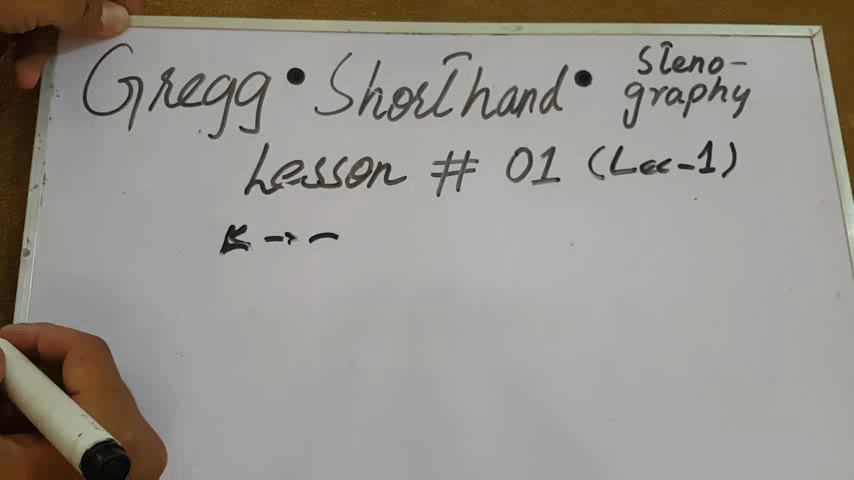 Gregg • Shorthand • Steno-
graphy
Lesson # 01 (Lec-1)
K → ⌒